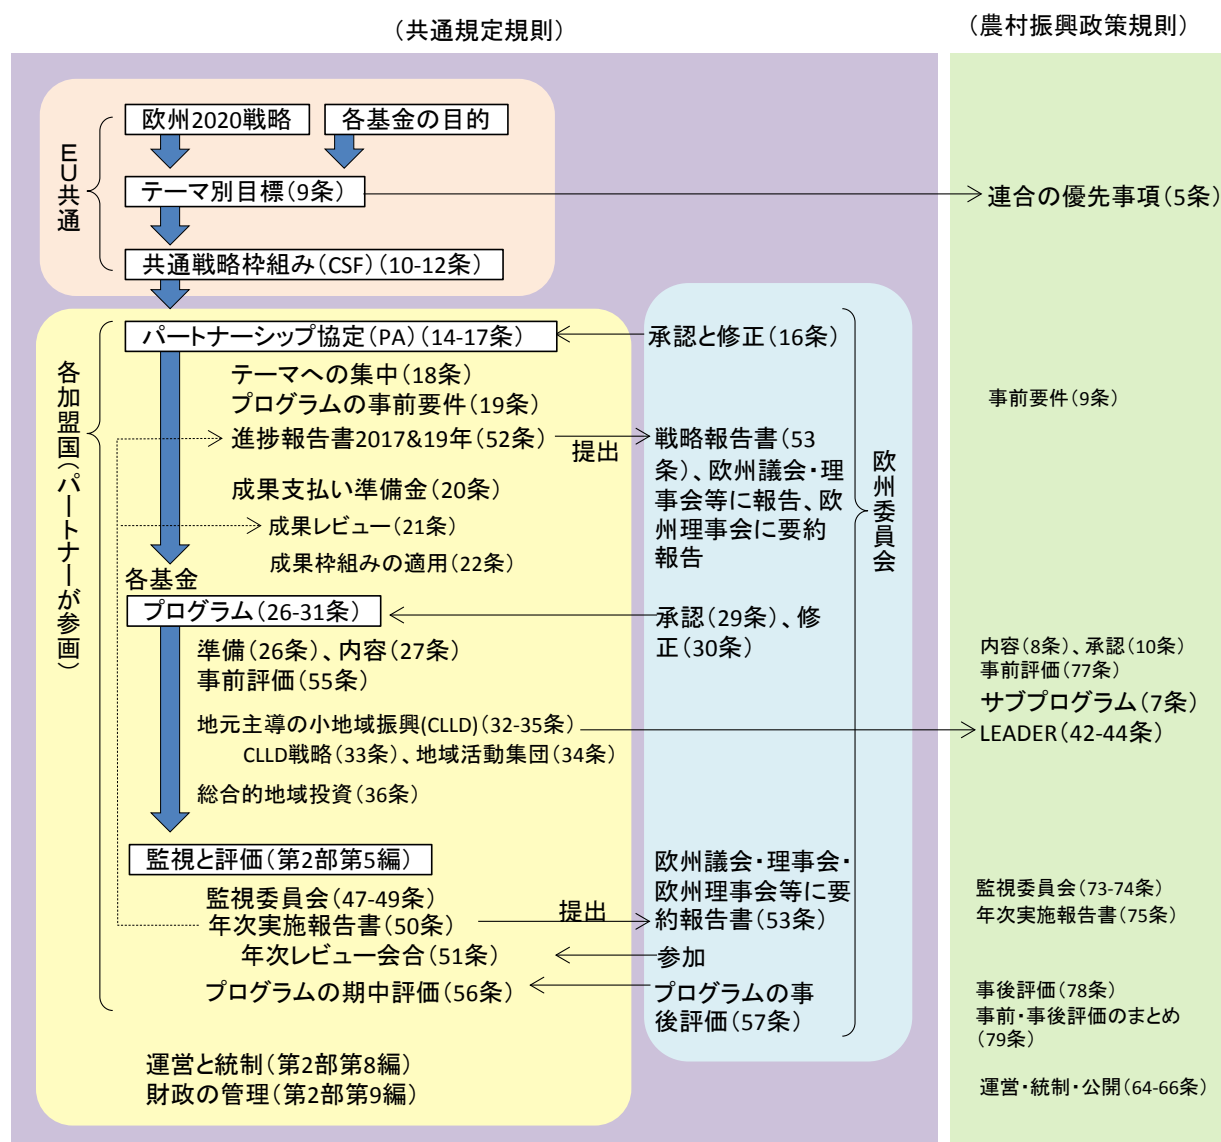 （共通規定規則）
（農村振興政策規則）
欧州2020戦略
各基金の目的
EU共通
テーマ別目標（9条）
連合の優先事項（5条）
共通戦略枠組み（CSF）（10-12条）
各加盟国（パートナーが参画）
パートナーシップ協定（PA）（14-17条）
承認と修正（16条）
テーマへの集中（18条）
プログラムの事前要件（19条）
事前要件（9条）
進捗報告書2017&19年（52条）
提出
戦略報告書（53
条）、欧州議会・理
事会等に報告、欧
州理事会に要約
報告
欧州委員会
成果支払い準備金（20条）
成果レビュー（21条）
成果枠組みの適用（22条）
各基金
プログラム（26-31条）
承認（29条）、修
正（30条）
準備（26条）、内容（27条）
事前評価（55条）
内容（8条）、承認（10条）
事前評価（77条）
サブプログラム（7条）
地元主導の小地域振興(CLLD)（32-35条）
LEADER（42-44条）
CLLD戦略（33条）、地域活動集団（34条）
総合的地域投資（36条）
監視と評価（第2部第5編）
監視委員会（47-49条）
年次実施報告書（50条）
提出
欧州議会・理事会・
欧州理事会等に要
約報告書（53条）
監視委員会（73-74条）
年次実施報告書（75条）
年次レビュー会合（51条）
参加
プログラムの期中評価（56条）
プログラムの事
後評価（57条）
事後評価（78条）
事前・事後評価のまとめ
（79条）
運営と統制（第2部第8編）
財政の管理（第2部第9編）
運営・統制・公開（64-66条）